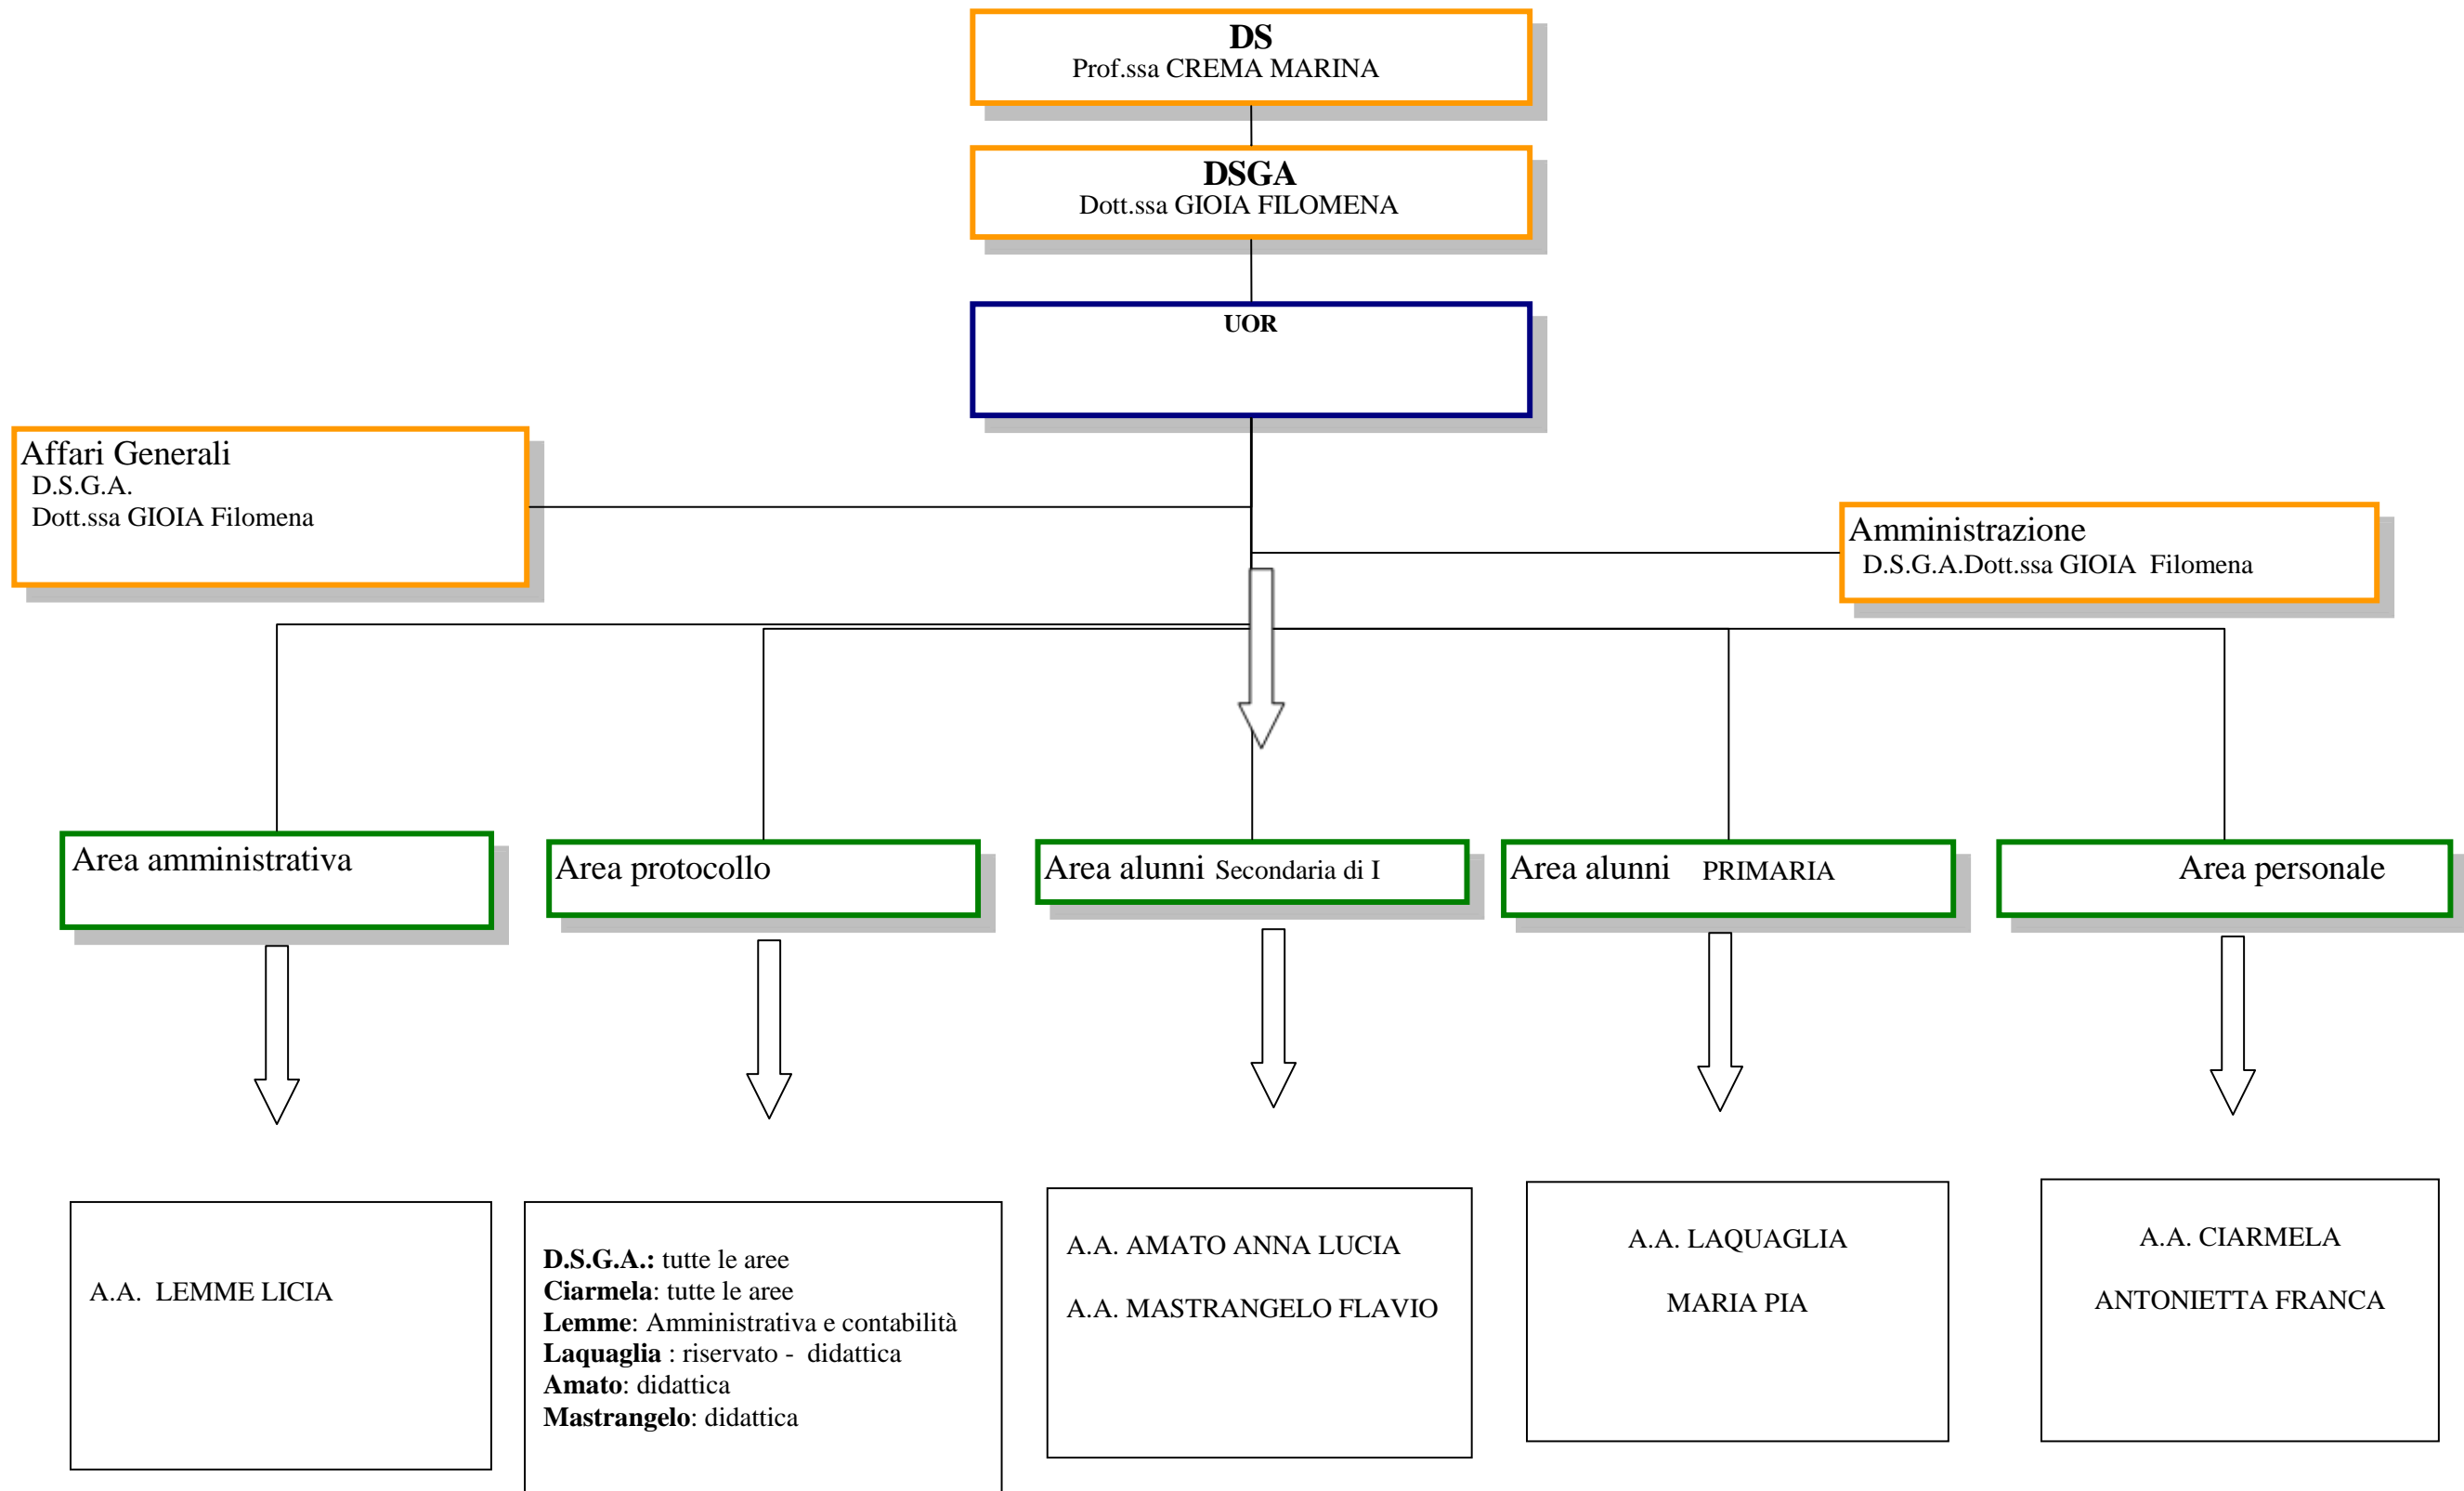 DS
Prof.ssa CREMA MARINA
DSGA
Dott.ssa GIOIA FILOMENA
UOR
Affari Generali
D.S.G.A.
Dott.ssa GIOIA Filomena
Amministrazione
D.S.G.A.Dott.ssa GIOIA  Filomena
Area amministrativa
Area protocollo
Area alunni Secondaria di I
Area alunni PRIMARIA
Area personale
A.A.  LEMME LICIA
D.S.G.A.: tutte le aree
Ciarmela: tutte le aree
Lemme: Amministrativa e contabilità
Laquaglia : riservato -  didattica
Amato: didattica
Mastrangelo: didattica
A.A. AMATO ANNA LUCIA
A.A. MASTRANGELO FLAVIO
A.A. LAQUAGLIA
MARIA PIA
A.A. CIARMELA
ANTONIETTA FRANCA